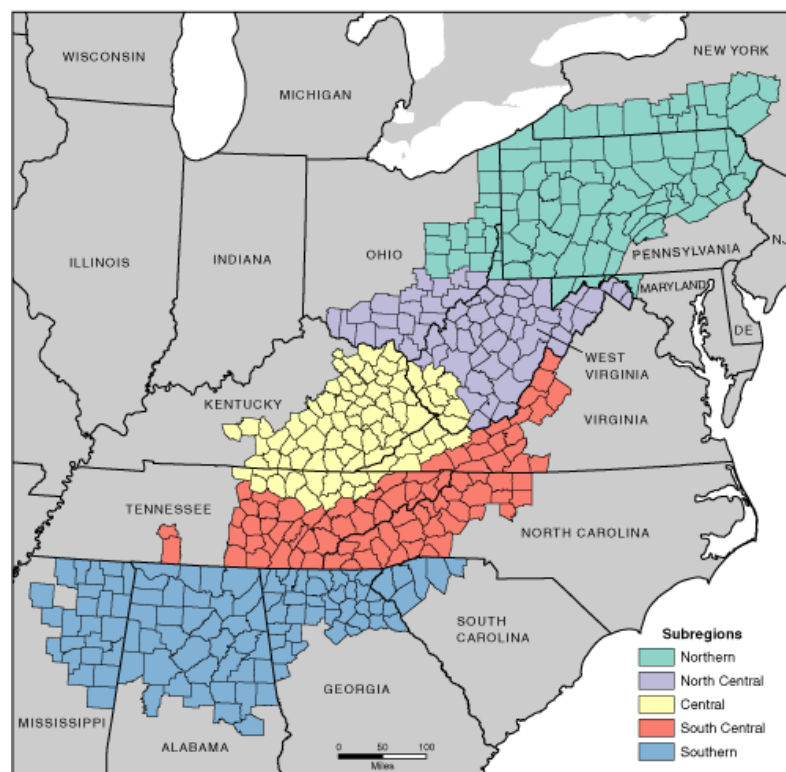 WISCONSIN
NEW YORK
MICHIGAN
ILLINOIS
INDIANA
OHIO
PENNSYLVANIA
NJ
MARYLAND
DE
WEST
VIRGINIA
KENTUCKY
VIRGINIA
TENNESSEE
NORTH CAROLINA
SOUTH
CAROLINA
MISSISSIPPI
ALABAMA
GEORGIA
0 50 100
Miles
Subregions
Northern
North Central
Central
South Central
Southern